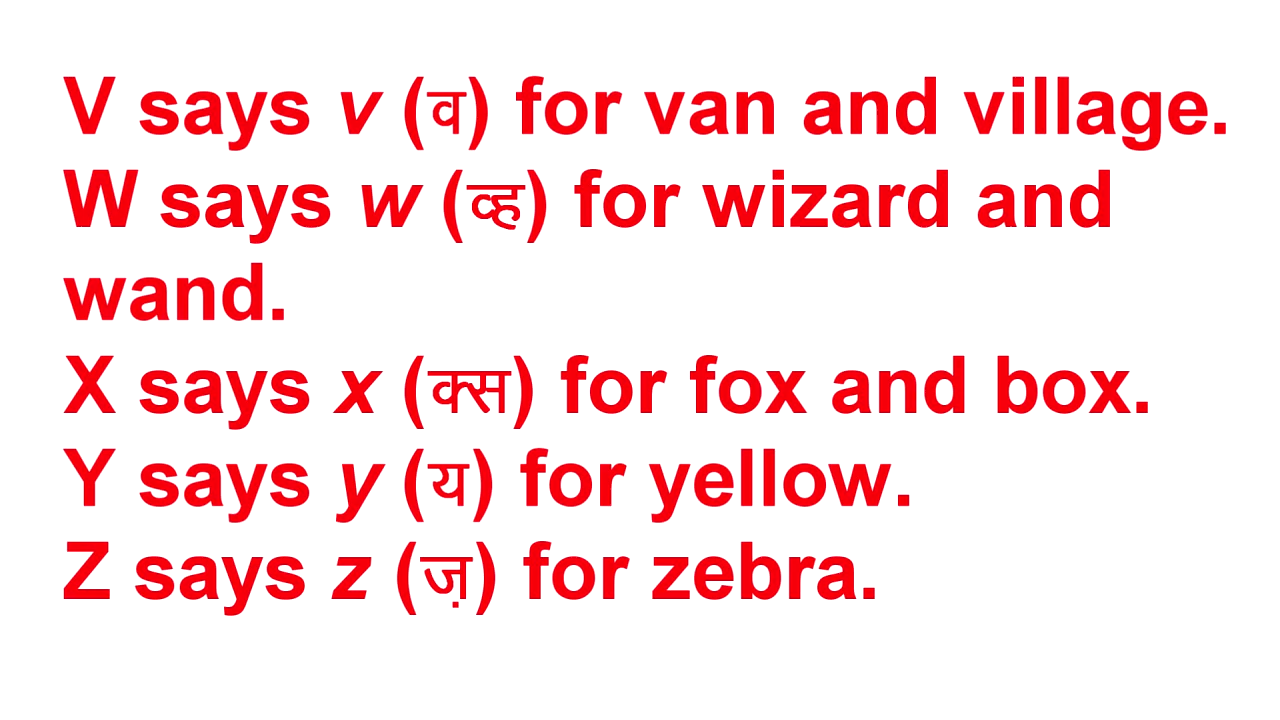 V says v (व) for van and village.
W says w (व्ह) for wizard and
wand.
X says x (क्स) for fox and box.
Y says y (य) for yellow.
Z says z (ज़) for zebra.